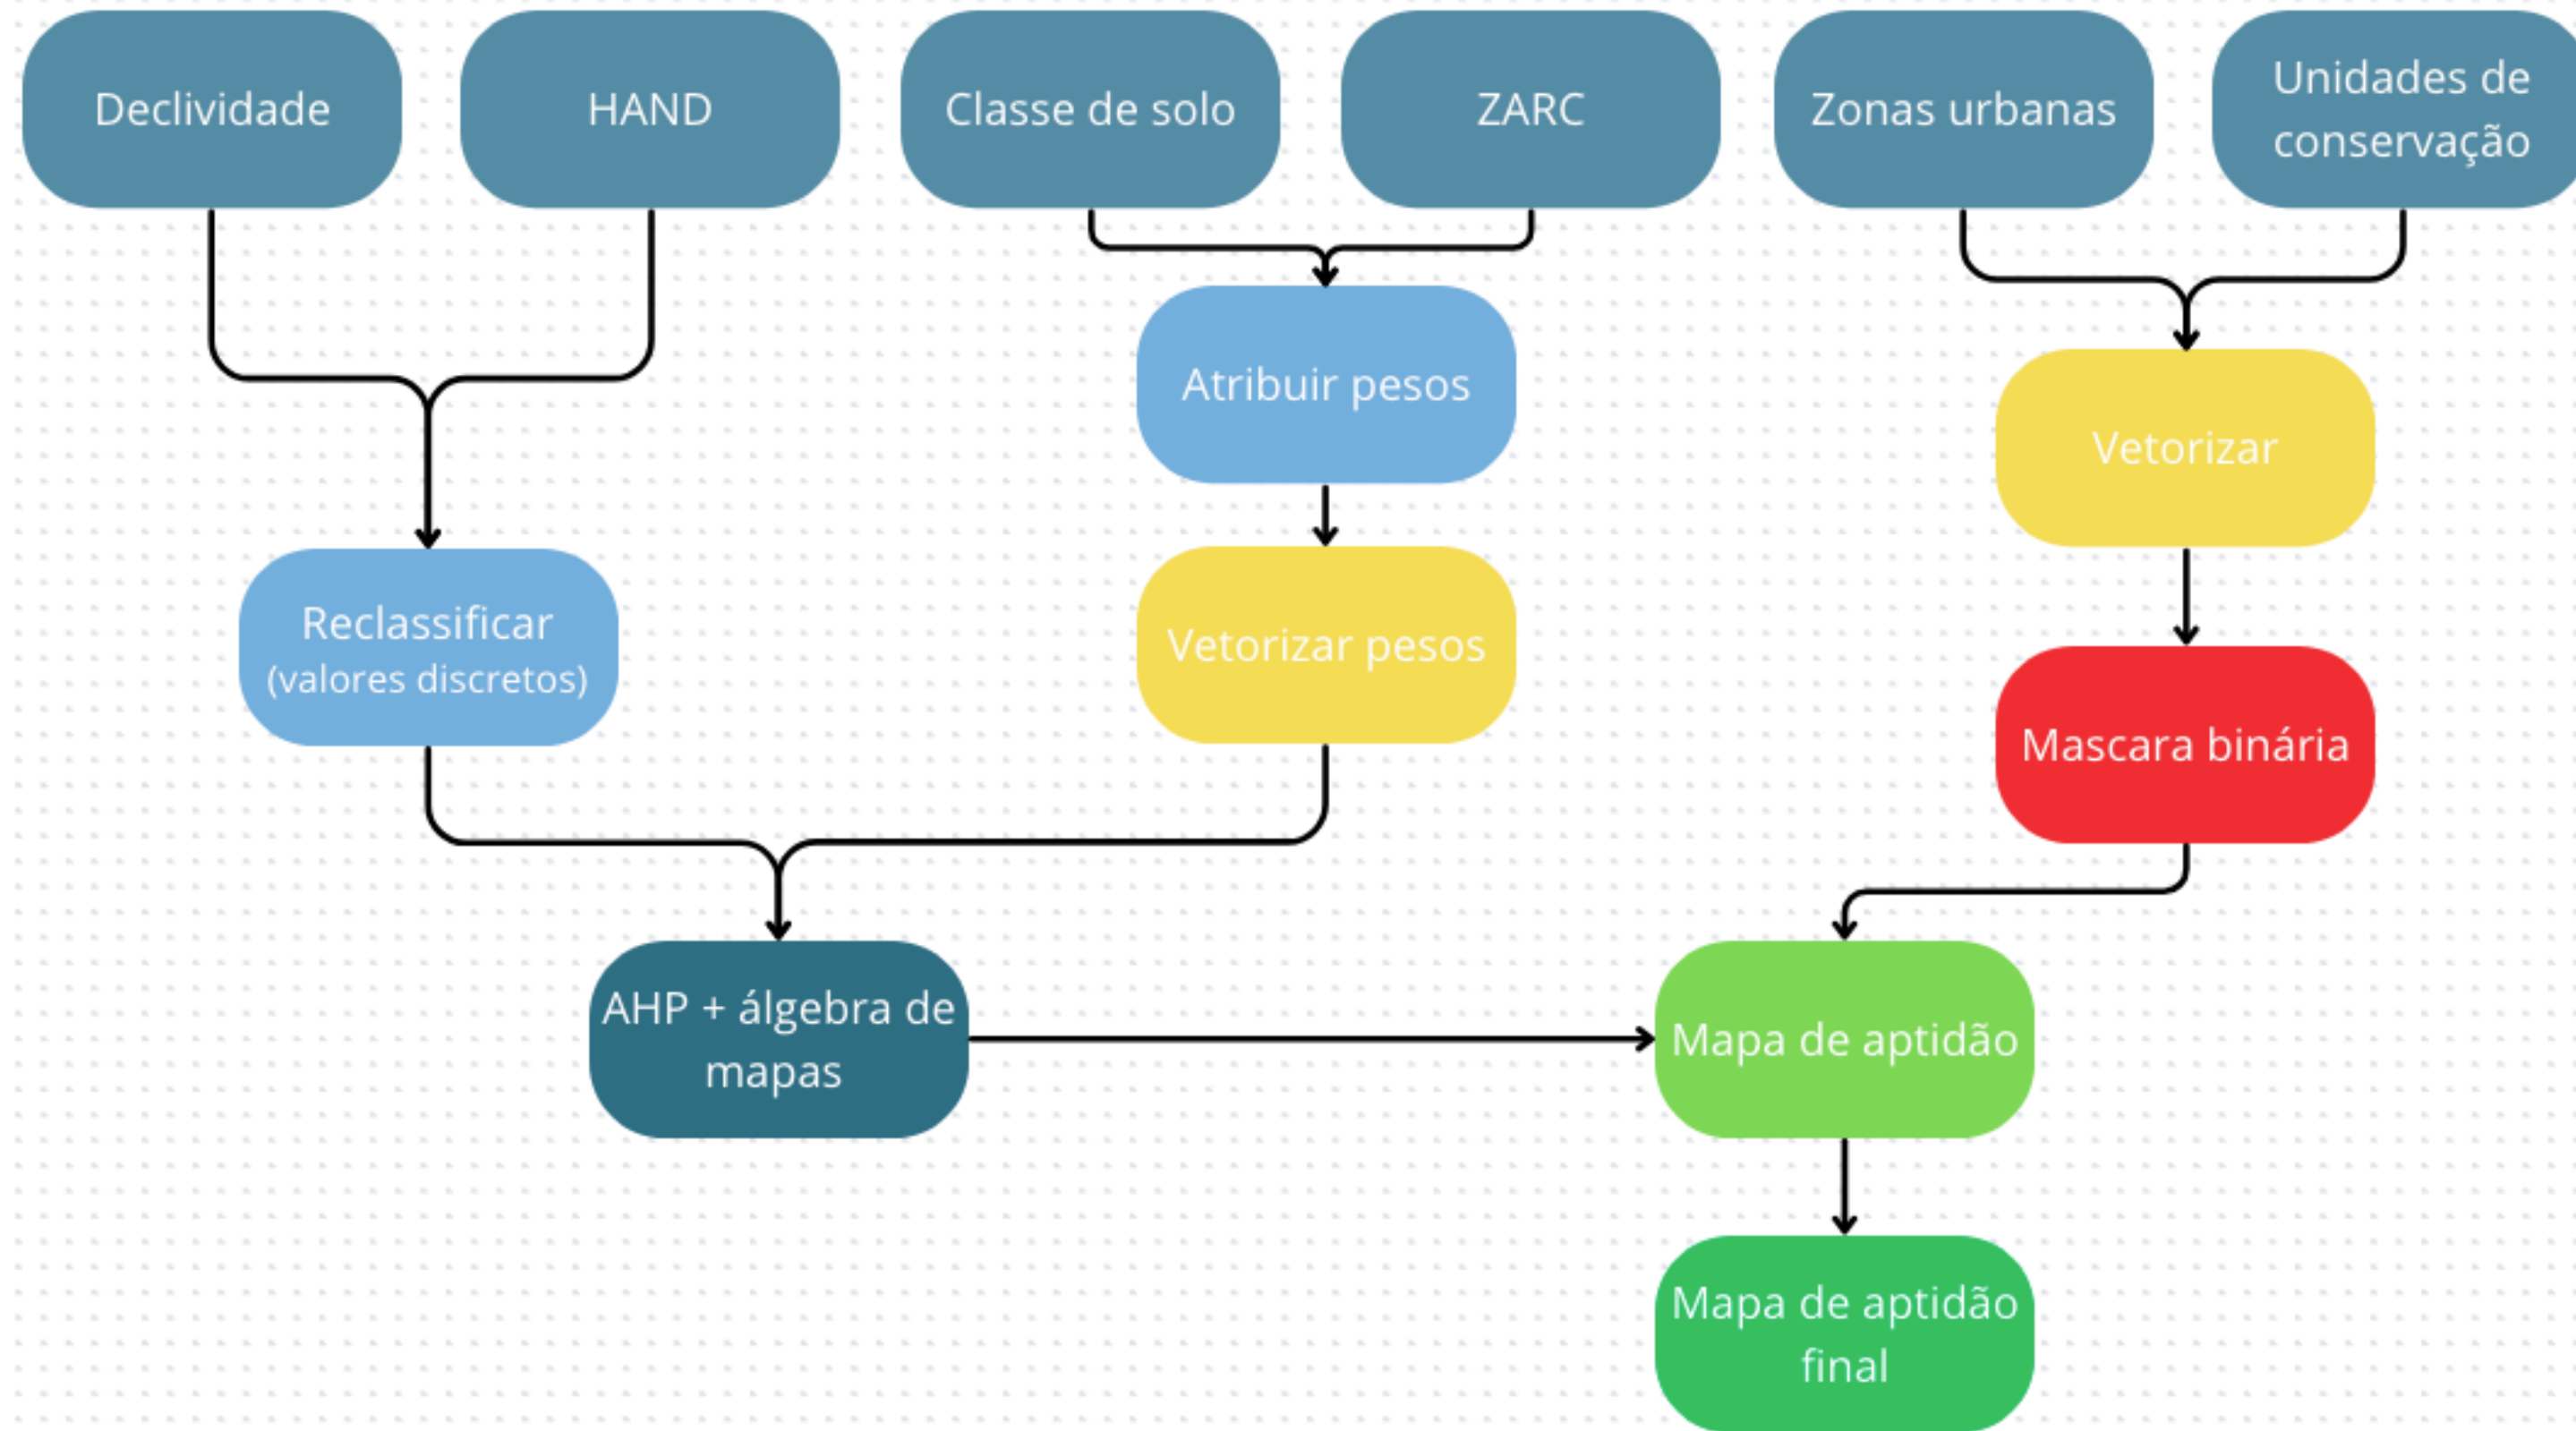 Declividade
HAND
Classe de solo
ZARC
Zonas urbanas
Unidades de
conservação
Atribuir pesos
Vetorizar
Reclassificar
(valores discretos)
Vetorizar pesos
Mascara binária
AHP + álgebra de
mapas
Mapa de aptidão
Mapa de aptidão
final